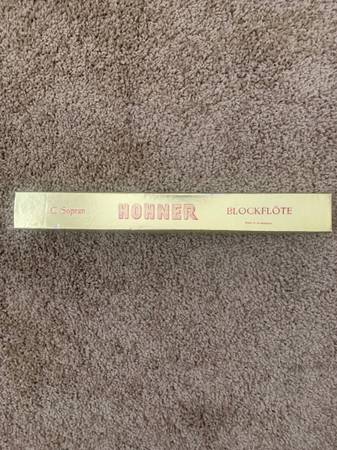 C Sopran HOHNER BLOCKFLÖTE